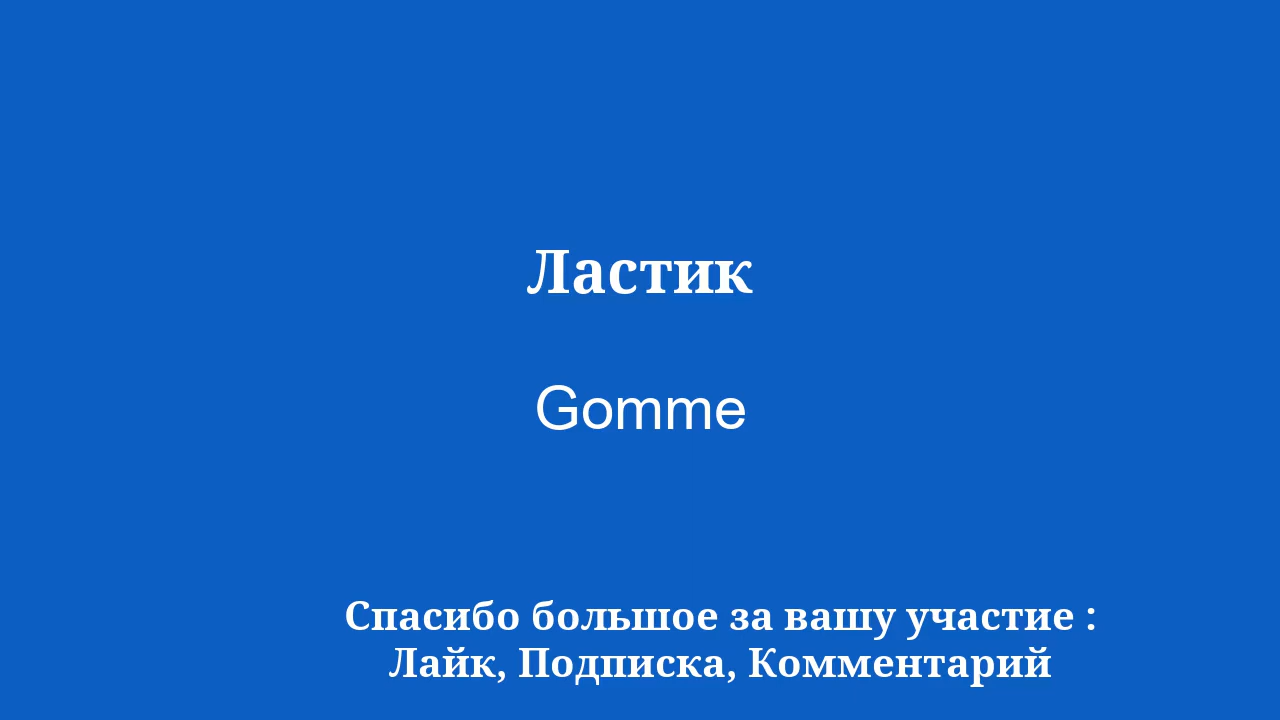 Ластик
Gomme
Спасибо большое за вашу участие :
Лайк, Подписка, Комментарий